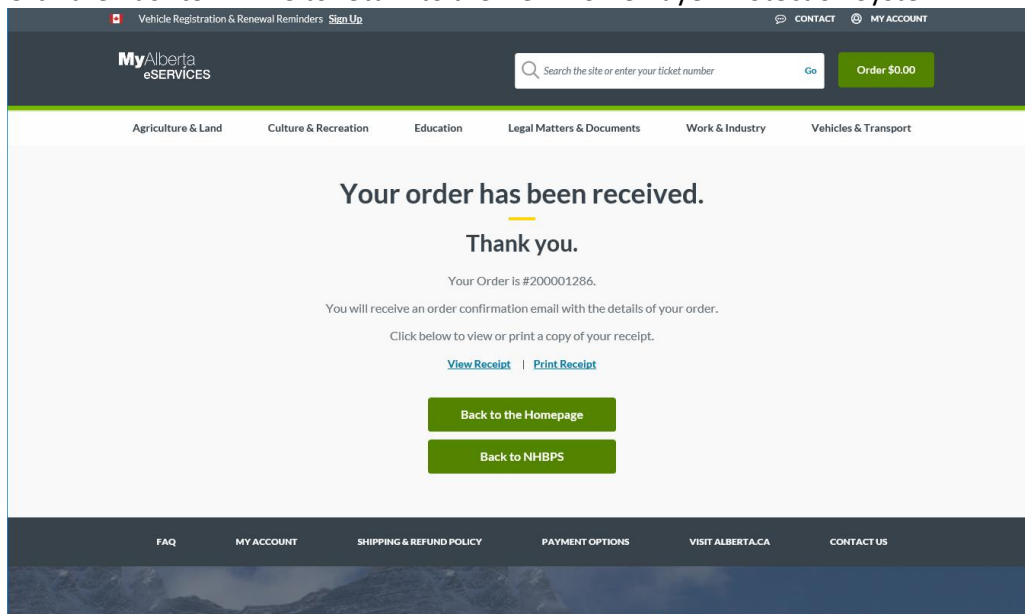 Vehicle Registration & Renewal Reminders Sign Up
CONTACT
MY ACCOUNT
MyAlberta
eSERVICES
Search the site or enter your ticket number
Go
Order $0.00
Agriculture & Land
Culture & Recreation
Education
Legal Matters & Documents
Work & Industry
Vehicles & Transport
Your order has been received.
Thank you.
Your Order is #200001286.
You will receive an order confirmation email with the details of your order.
Click below to view or print a copy of your receipt.
View Receipt | Print Receipt
Back to the Homepage
Back to NHBPS
FAQ
MY ACCOUNT
SHIPPING & REFUND POLICY
PAYMENT OPTIONS
VISIT ALBERTA.CA
CONTACT US